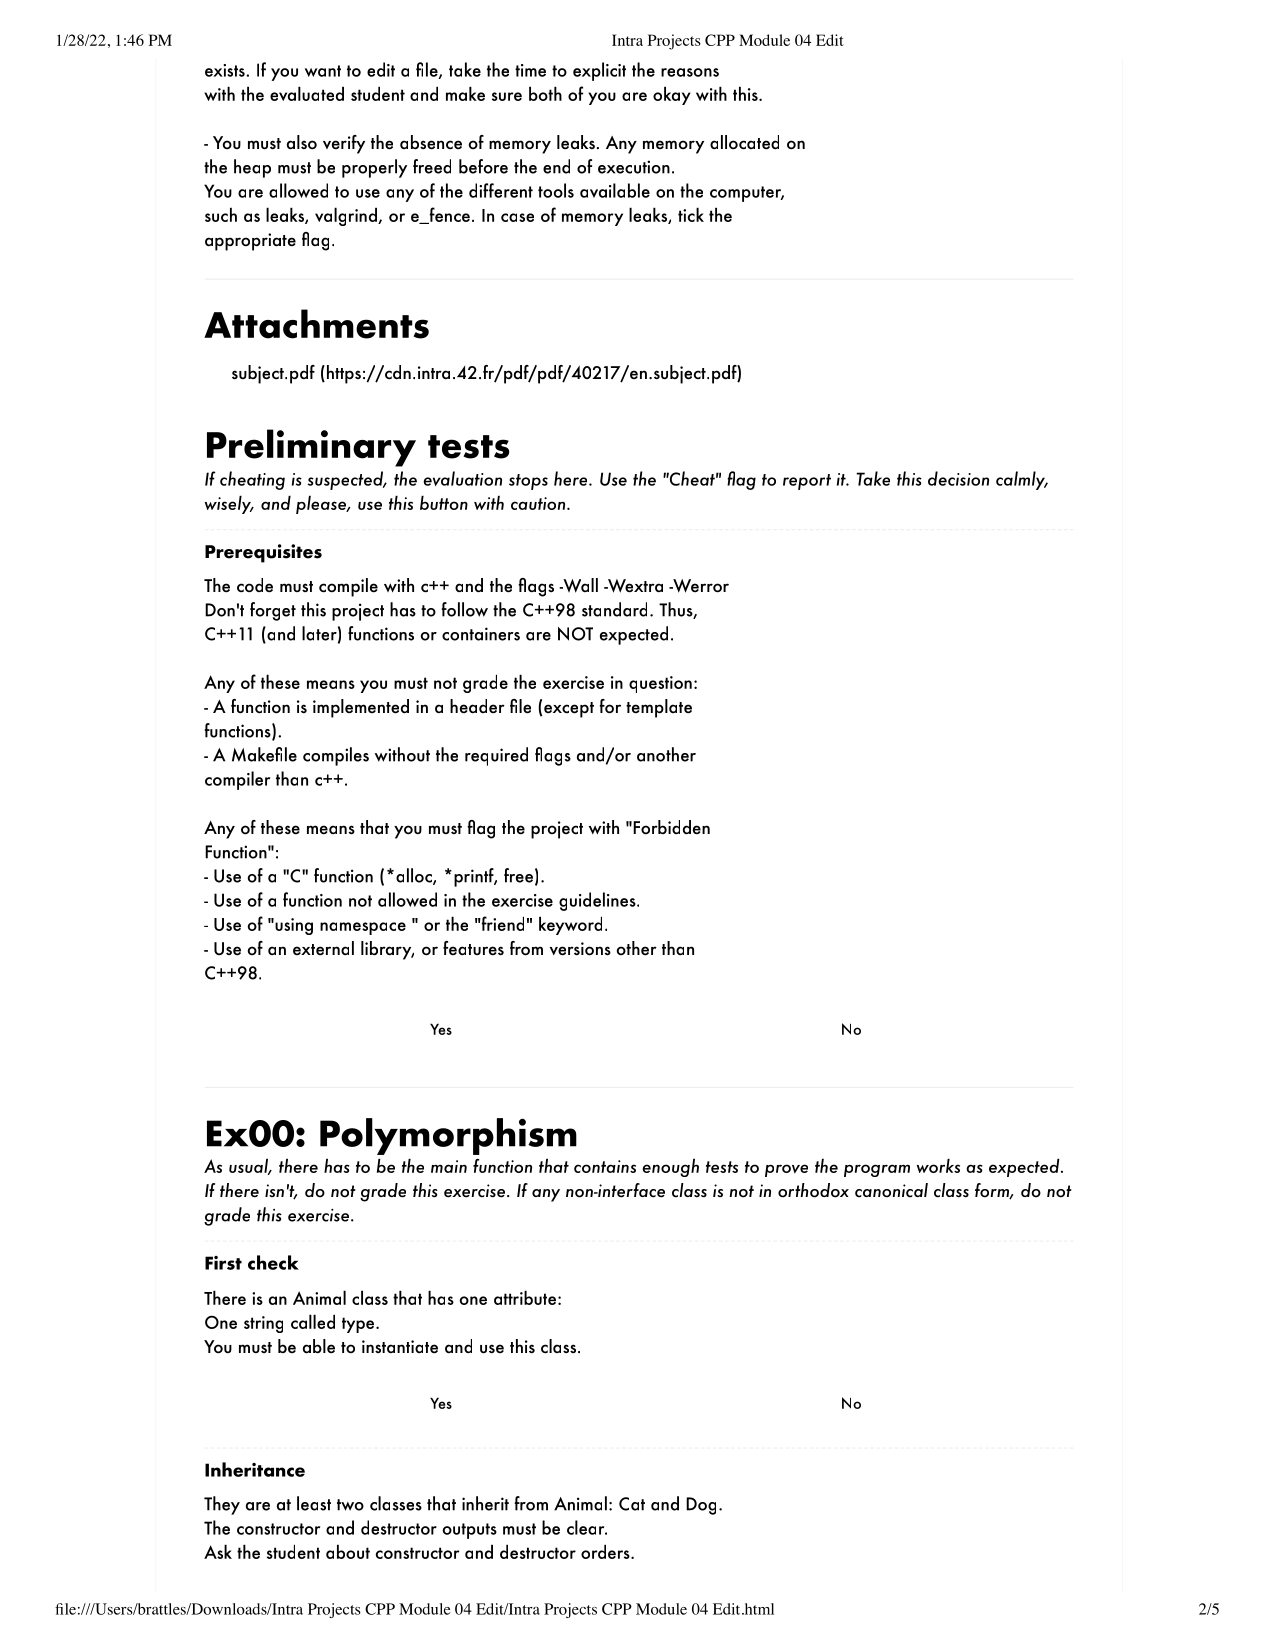 1/28/22, 1:46 PM
Intra Projects CPP Module 04 Edit
exists. If you want to edit a file, take the time to explicit the reasons
with the evaluated student and make sure both of you are okay with this.
- You must also verify the absence of memory leaks. Any memory allocated on
the heap must be properly freed before the end of execution.
You are allowed to use any of the different tools available on the computer,
such as leaks, valgrind, or e_fence. In case of memory leaks, tick the
appropriate flag.
Attachments
subject.pdf (https://cdn.intra.42.fr/pdf/pdf/40217/en.subject.pdf)
Preliminary tests
If cheating is suspected, the evaluation stops here. Use the "Cheat" flag to report it. Take this decision calmly,
wisely, and please, use this button with caution.
Prerequisites
The code must compile with c++ and the flags -Wall -Wextra -Werror
Don't forget this project has to follow the C++98 standard. Thus,
C++11 (and later) functions or containers are NOT expected.
Any of these means you must not grade the exercise in question:
- A function is implemented in a header file (except for template
functions).
- A Makefile compiles without the required flags and/or another
compiler than c++.
Any of these means that you must flag the project with "Forbidden
Function":
- Use of a "C" function (*alloc, *printf, free).
- Use of a function not allowed in the exercise guidelines.
- Use of "using namespace " or the "friend" keyword.
- Use of an external library, or features from versions other than
C++98.
Yes
No
Ex00: Polymorphism
As usual, there has to be the main function that contains enough tests to prove the program works as expected.
If there isn't, do not grade this exercise. If any non-interface class is not in orthodox canonical class form, do not
grade this exercise.
First check
There is an Animal class that has one attribute:
One string called type.
You must be able to instantiate and use this class.
Yes
No
Inheritance
They are at least two classes that inherit from Animal: Cat and Dog.
The constructor and destructor outputs must be clear.
Ask the student about constructor and destructor orders.
file:///Users/brattles/Downloads/Intra Projects CPP Module 04 Edit/Intra Projects CPP Module 04 Edit.html
2/5